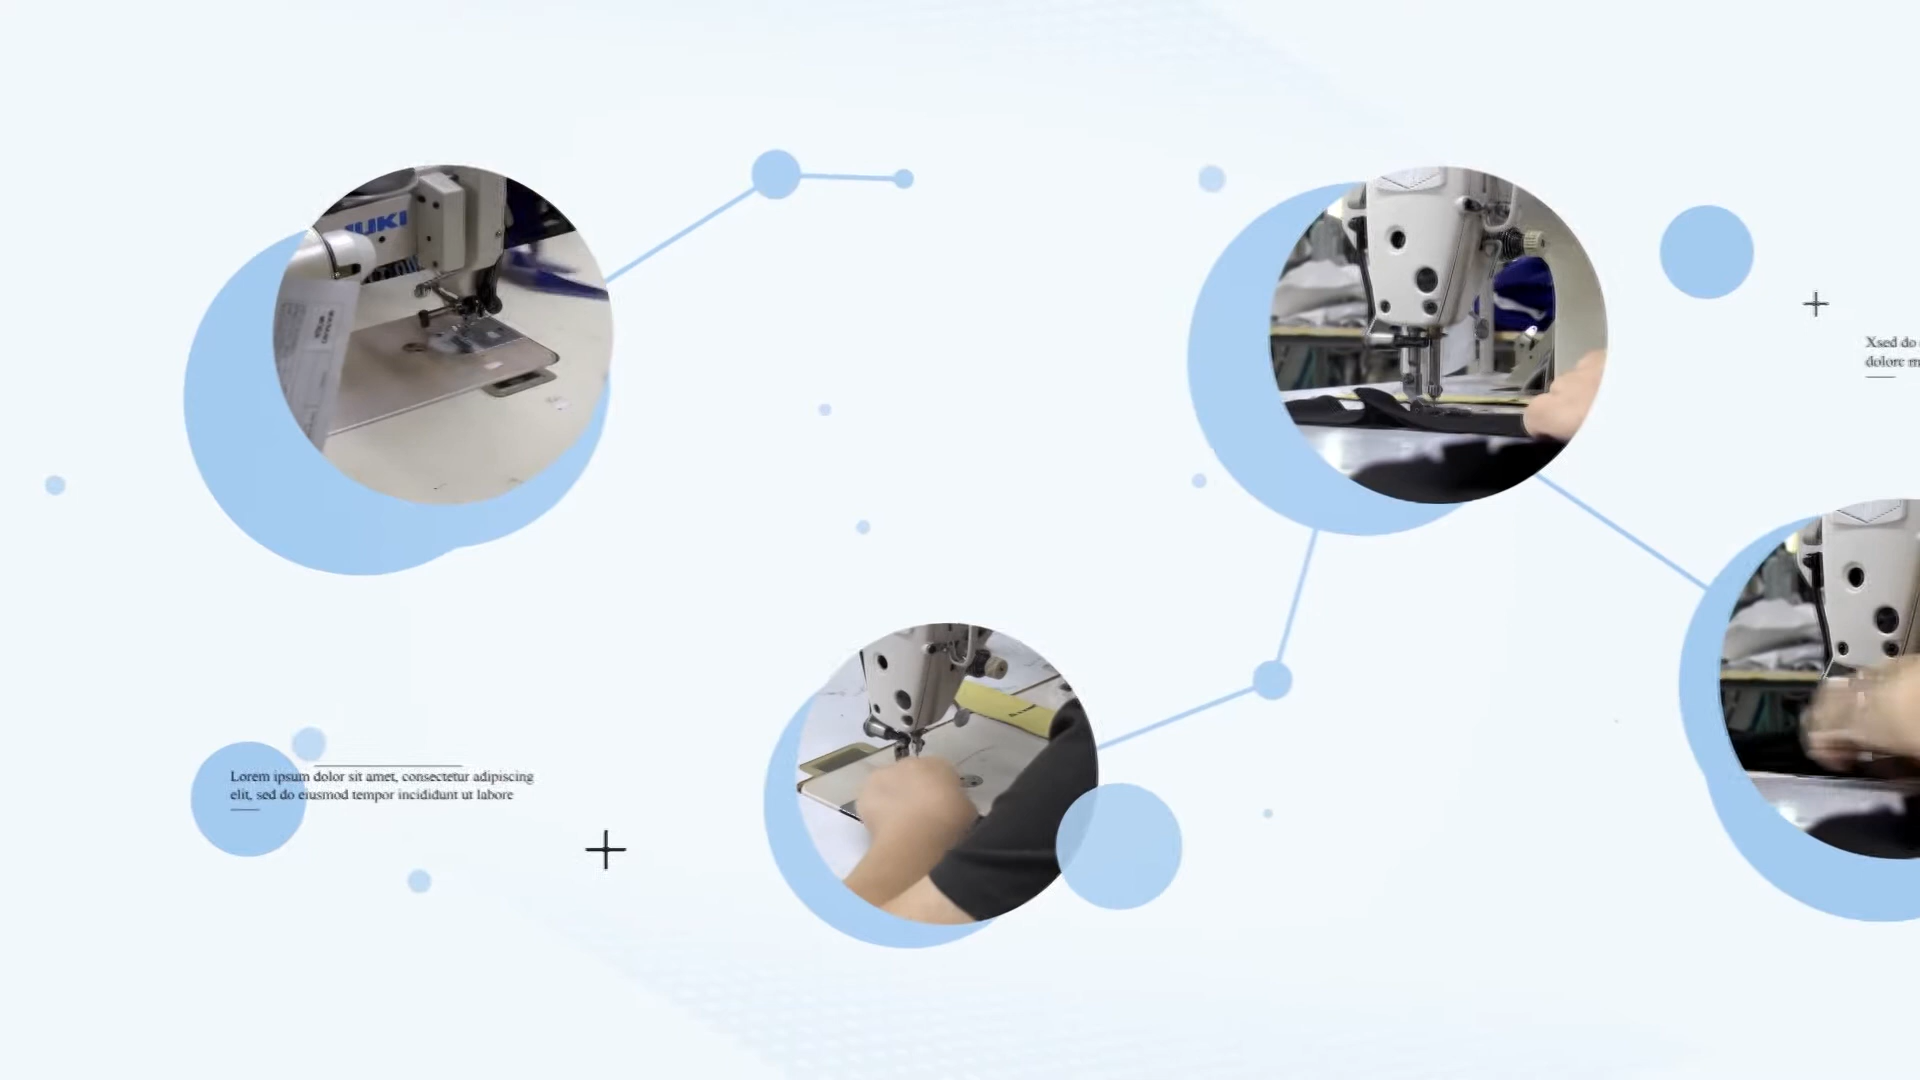 JUKI
Xsed do
dolore m
Lorem ipsum dolor sit amet, consectetur adipiscing
elit, sed do eiusmod tempor incididunt ut labore